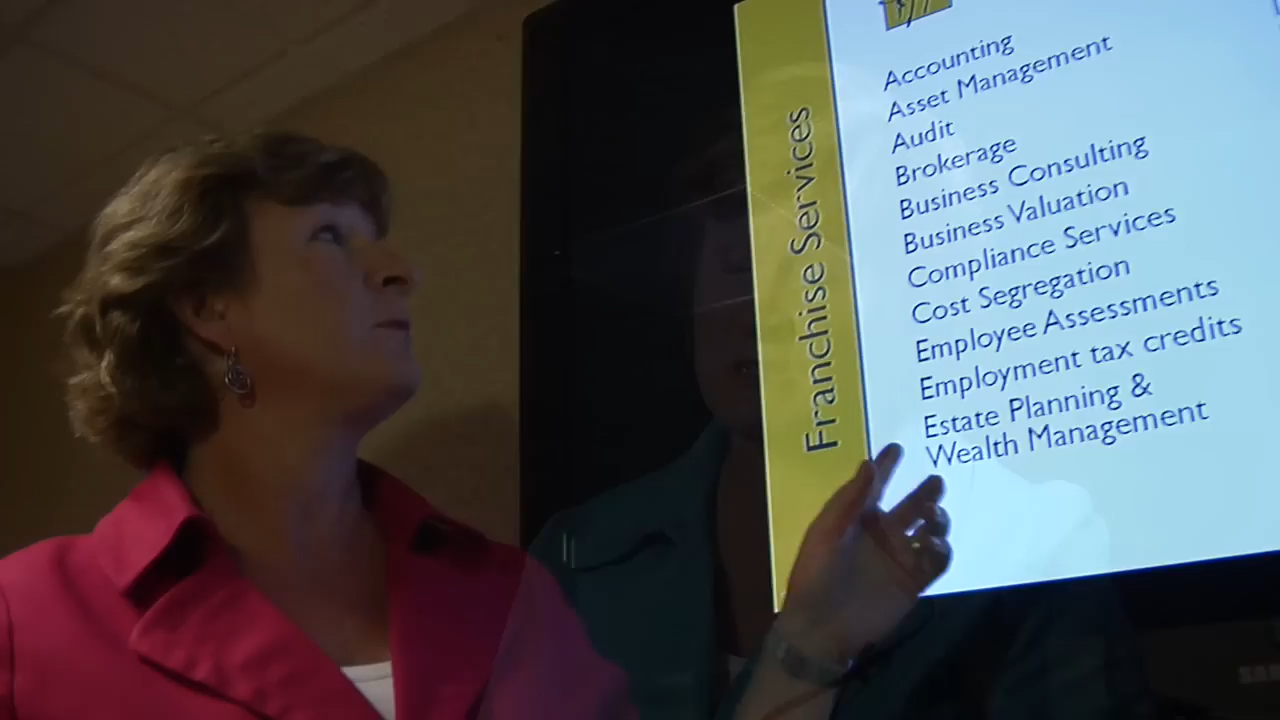 Franchise Services
Accounting
Asset Management
Audit
Brokerage
Business Consulting
Business Valuation
Compliance Services
Cost Segregation
Employee Assessments
Employment tax credits
Estate Planning &
Wealth Management